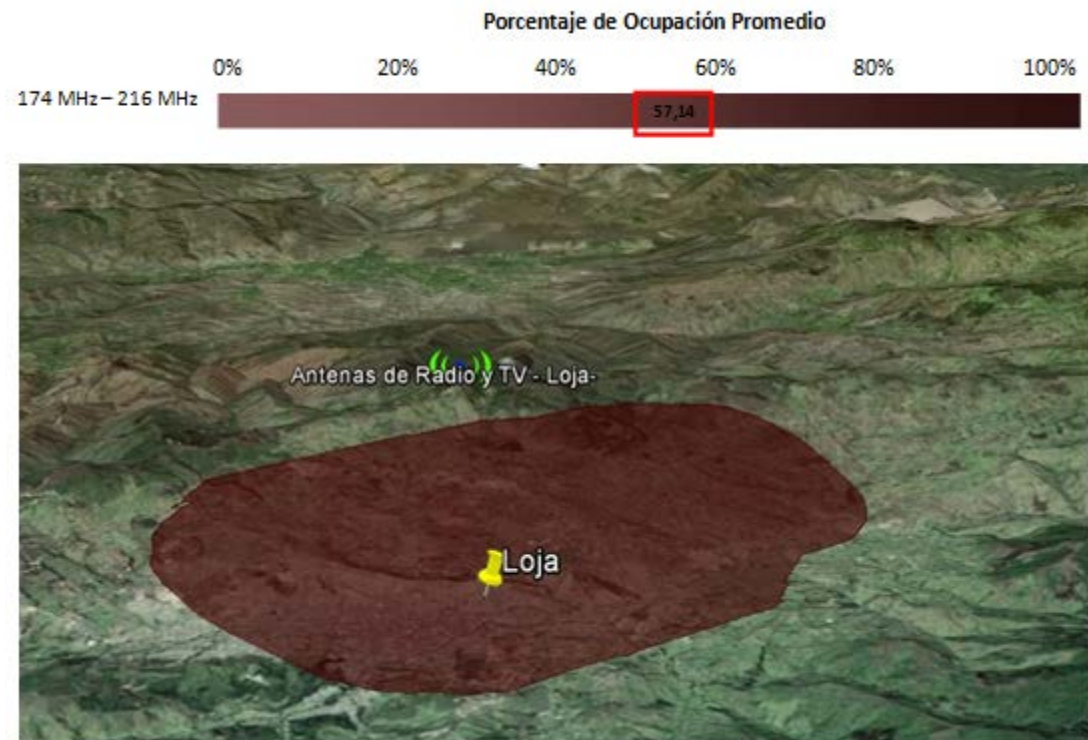 Porcentaje de Ocupación Promedio
0% 20% 40% 60% 80% 100%
174 MHz – 216 MHz 57,14
Antenas de Radio y TV - Loja-
Loja